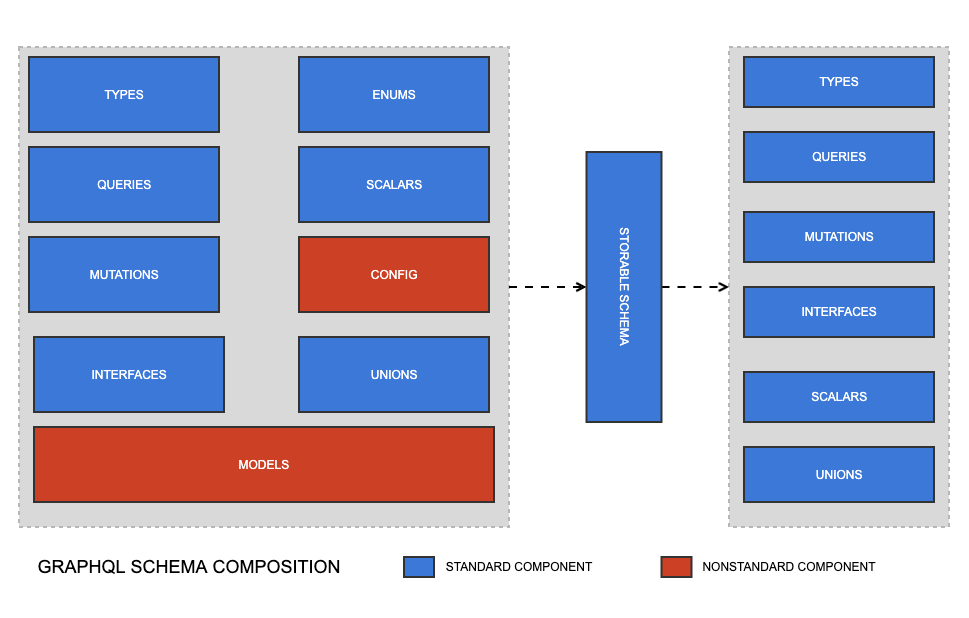 TYPES
ENUMS
QUERIES
SCALARS
MUTATIONS
CONFIG
INTERFACES
UNIONS
MODELS
STORABLE SCHEMA
TYPES
QUERIES
MUTATIONS
INTERFACES
SCALARS
UNIONS
GRAPHQL SCHEMA COMPOSITION
STANDARD COMPONENT
NONSTANDARD COMPONENT